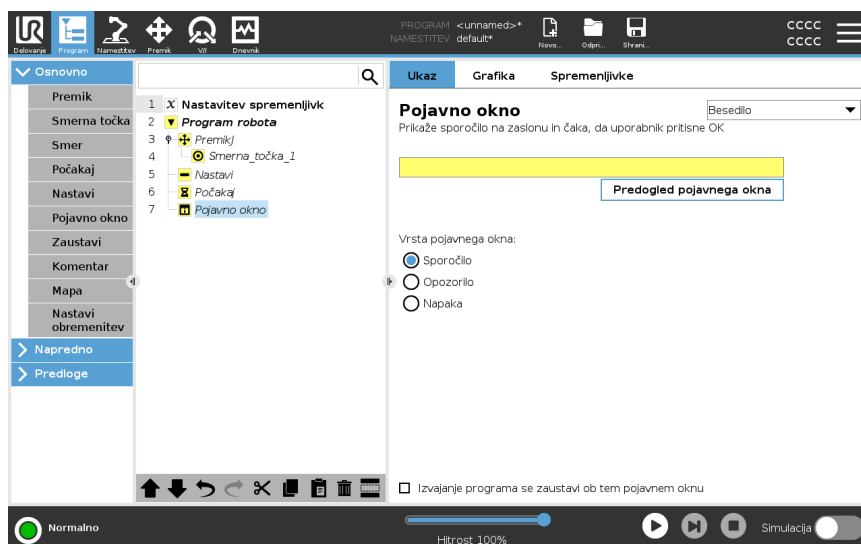 UR
Delovanje
Program
Namestitev
Premik
V/I
Dnevnik
PROGRAM <unnamed>*
NAMESTITEV default*
Novo...
Odpri...
Shrani...
cccc
cccc
Osnovno
Premik
Smerna točka
Smer
Počakaj
Nastavi
Pojavno okno
Zaustavi
Komentar
Mapa
Nastavi
obremenitev
Napredno
Predloge
1 X Nastavitev spremenljivk
2 Program robota
3 PremikJ
4 Smerna_točka_1
5 Nastavi
6 Počakaj
7 Pojavno okno
Ukaz Grafika Spremenljivke
Pojavno okno
Besedilo
Prikaže sporočilo na zaslonu in čaka, da uporabnik pritisne OK
Predogled pojavnega okna
Vrsta pojavnega okna:
Sporočilo
Opozorilo
Napaka
Izvajanje programa se zaustavi ob tem pojavnem oknu
Normalno
Hitrost 100%
Simulacija